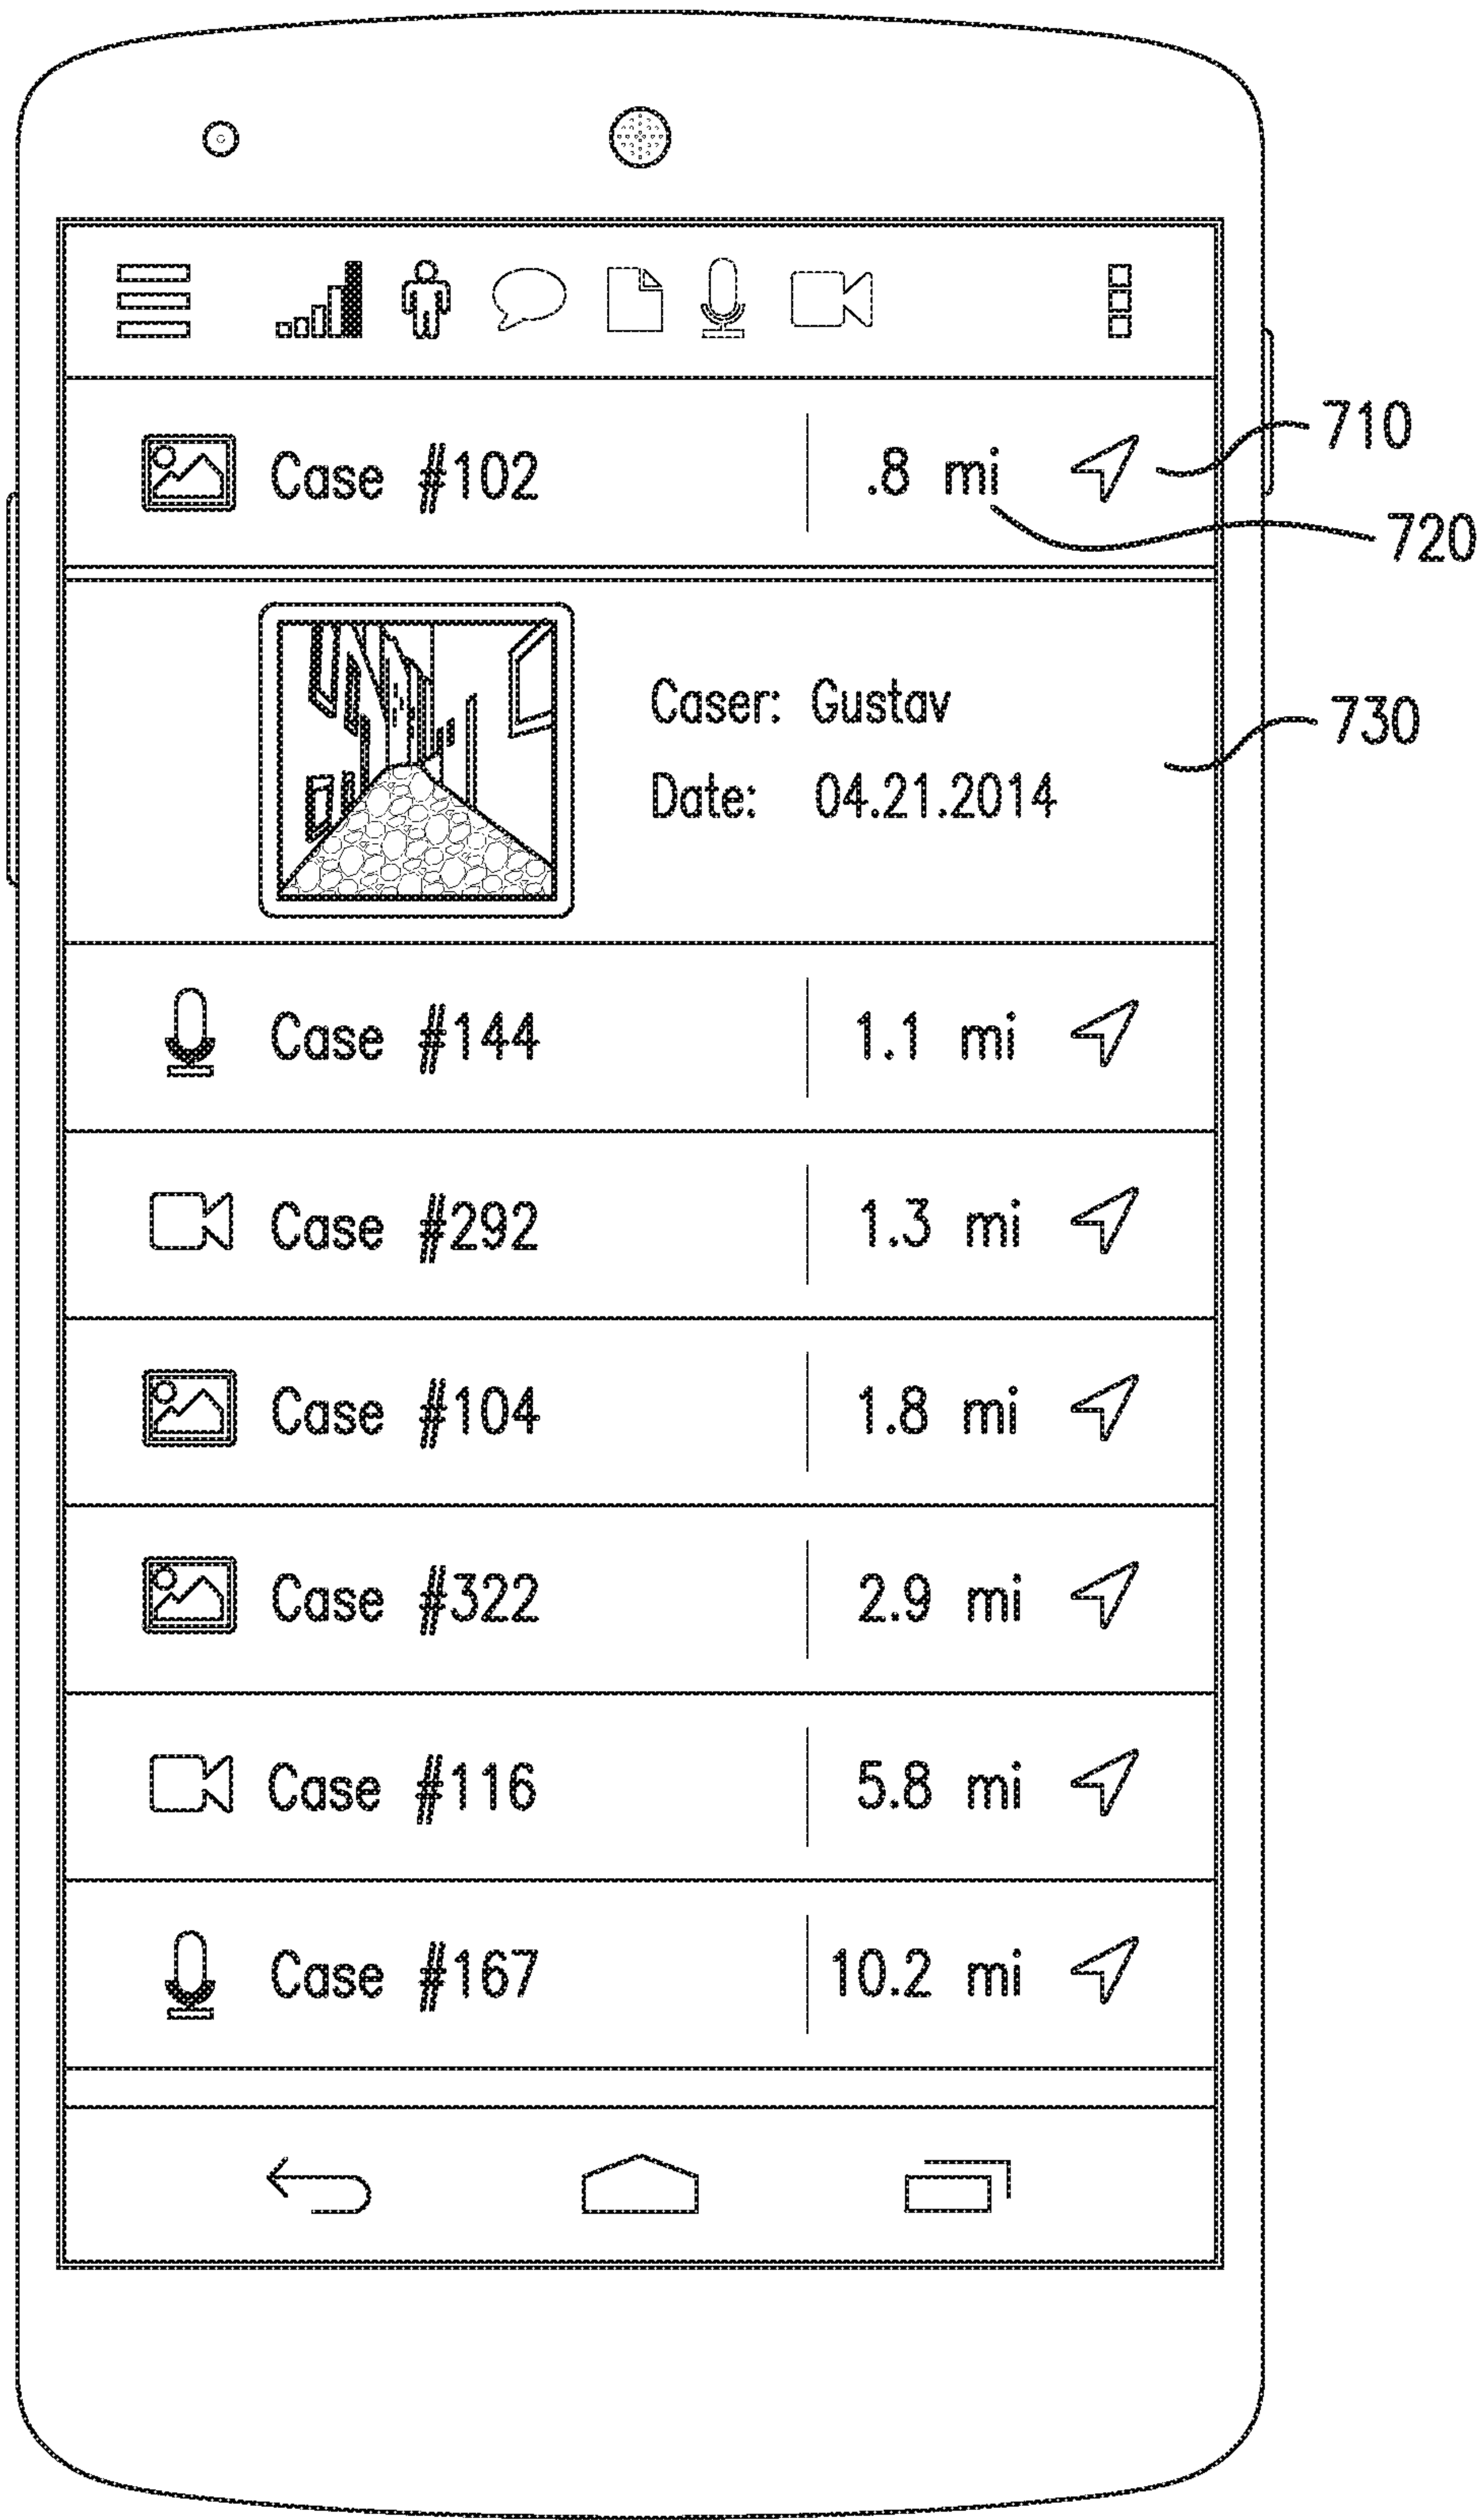 Case #102 .8 mi 710
720
Caser: Gustav
730
Date: 04.21.2014
Case #144 1.1 mi
Case #292 1.3 mi
Case #104 1.8 mi
Case #322 2.9 mi
Case #116 5.8 mi
Case #167 10.2 mi